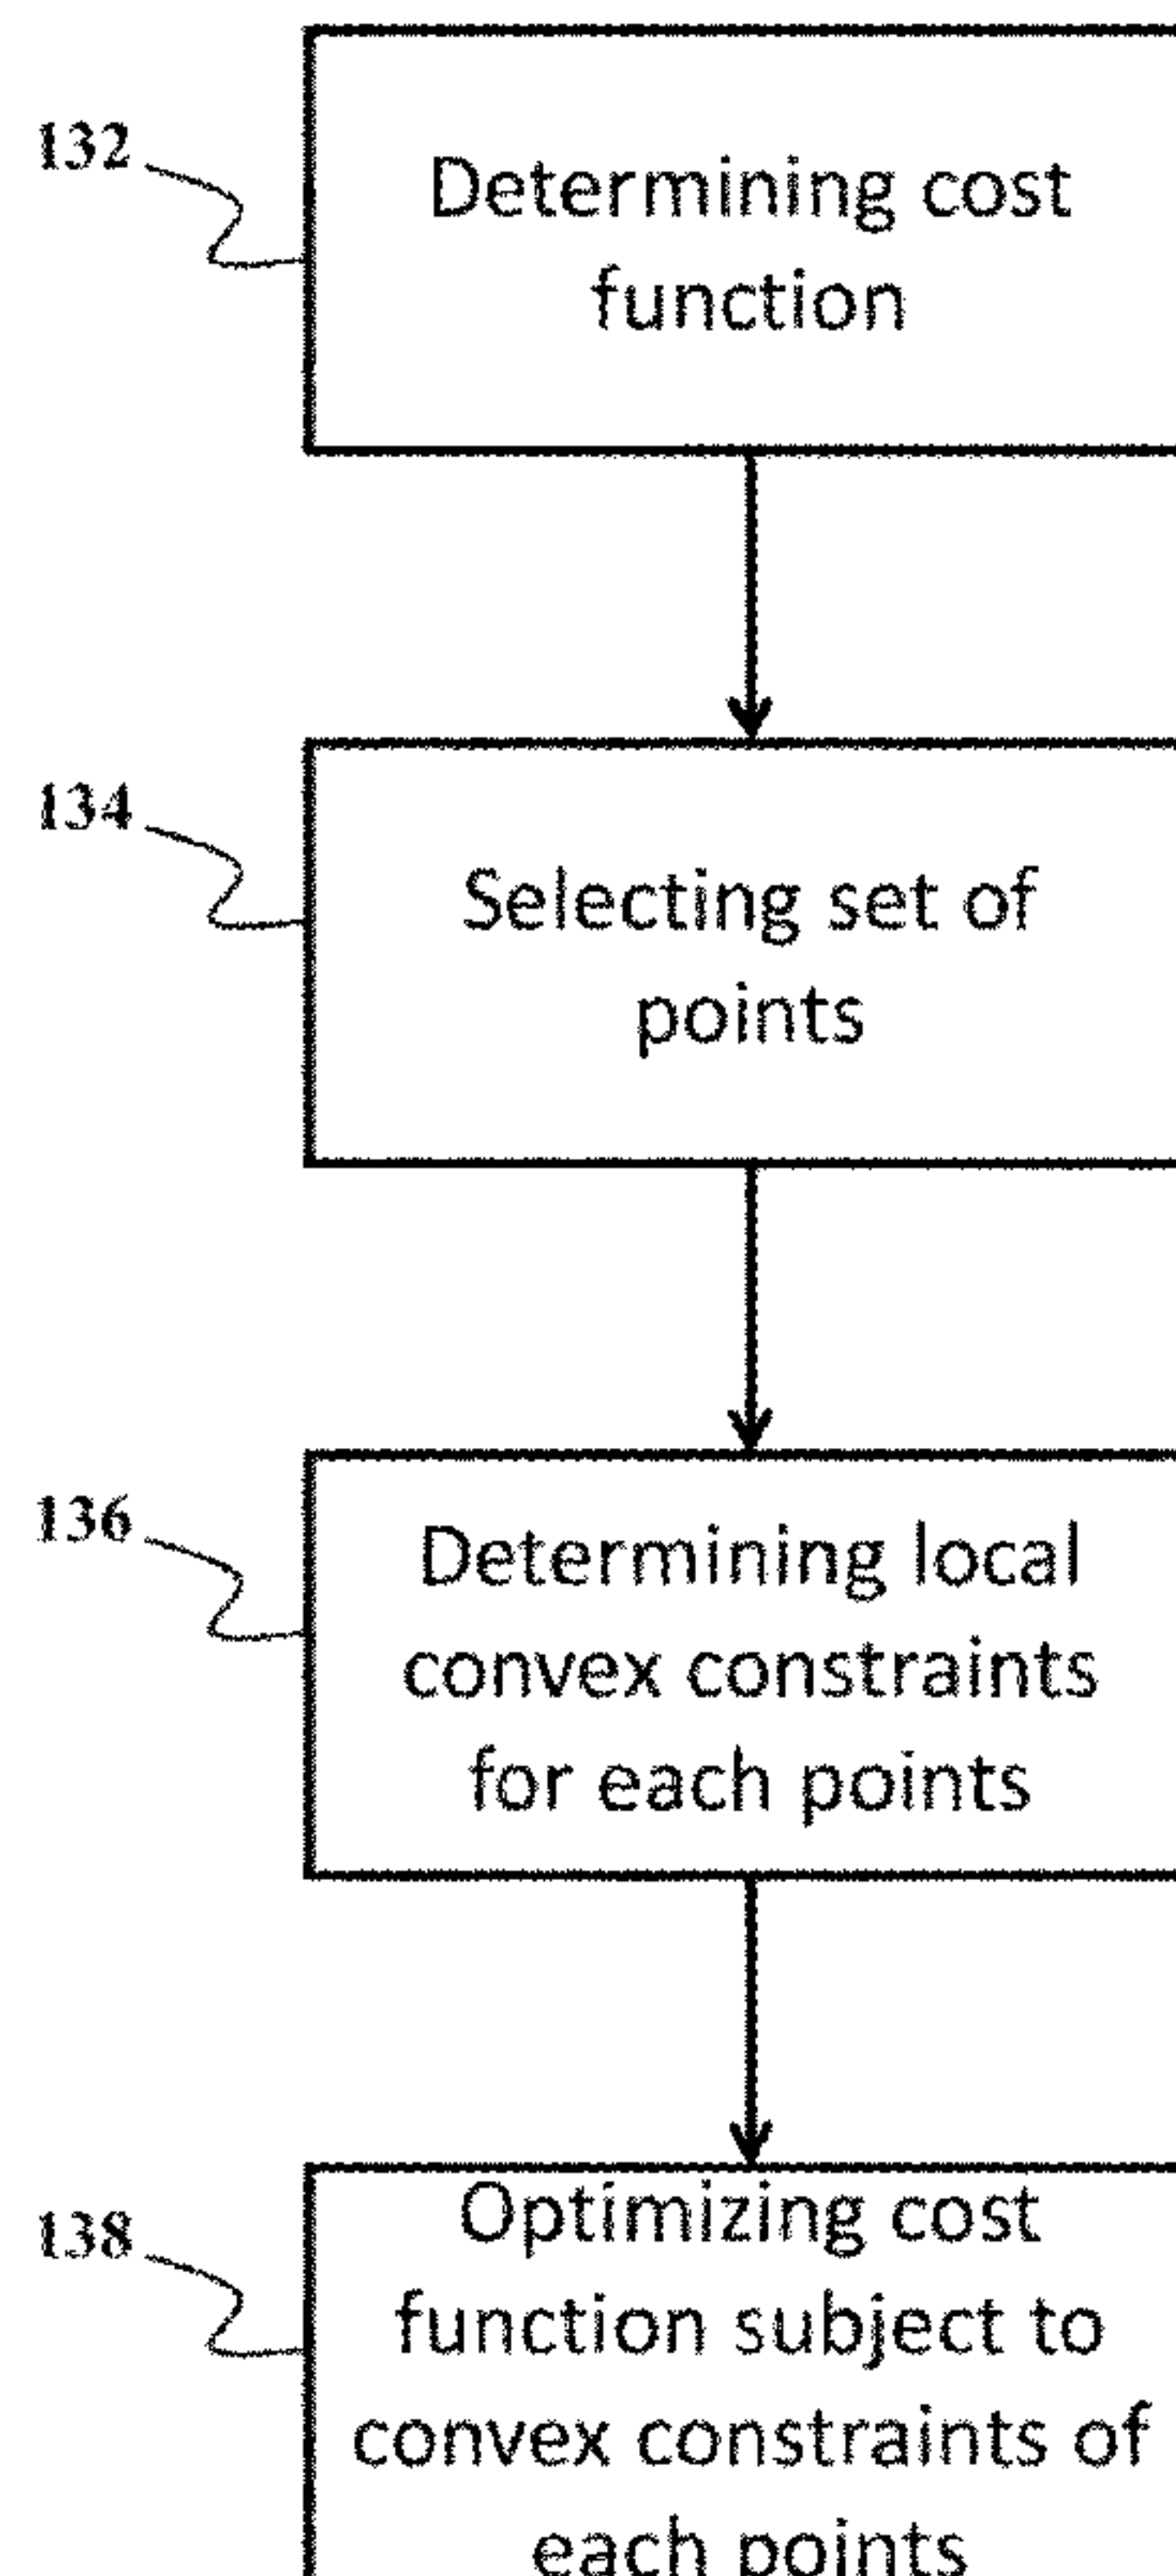 132
Determining cost
function
134
Selecting set of
points
136
Determining local
convex constraints
for each points
138
Optimizing cost
function subject to
convex constraints of
each points